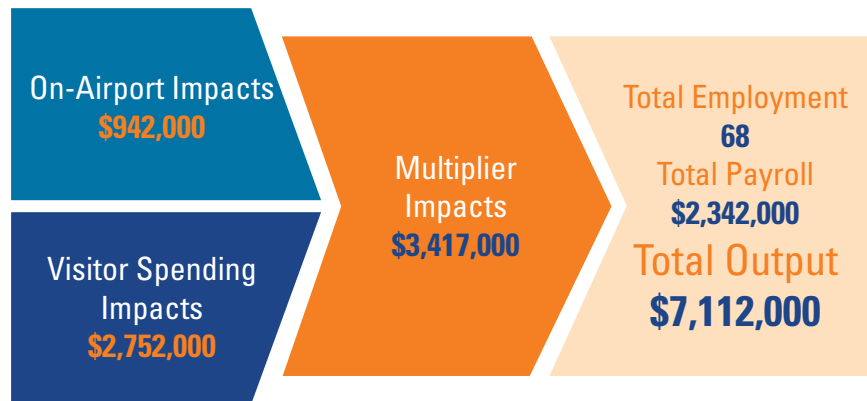 On-Airport Impacts
$942,000
Visitor Spending
Impacts
$2,752,000
Multiplier
Impacts
$3,417,000
Total Employment
68
Total Payroll
$2,342,000
Total Output
$7,112,000